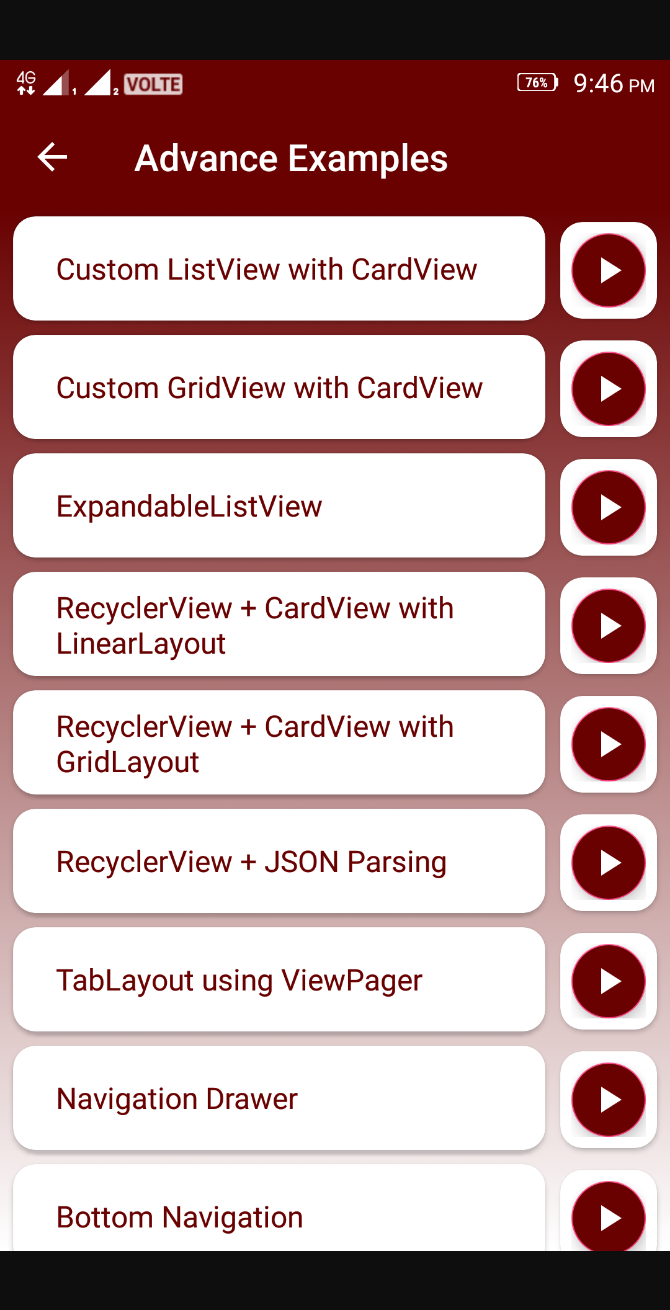 4G 1 2 VOLTE 76% 9:46 PM
Advance Examples
Custom ListView with CardView
Custom GridView with CardView
ExpandableListView
RecyclerView + CardView with
LinearLayout
RecyclerView + CardView with
GridLayout
RecyclerView + JSON Parsing
TabLayout using ViewPager
Navigation Drawer
Bottom Navigation